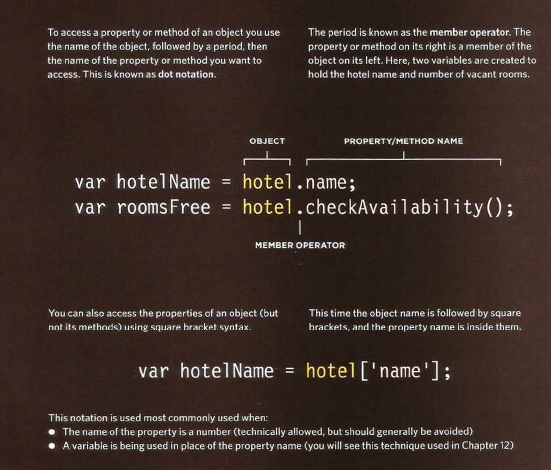 To access a property or method of an object you use
the name of the object, followed by a period, then
the name of the property or method you want to
access. This is known as dot notation.
The period is known as the member operator. The
property or method on its right is a member of the
object on its left. Here, two variables are created to
hold the hotel name and number of vacant rooms.
OBJECT
PROPERTY/METHOD NAME
var hotelName = hotel.name;
var roomsFree = hotel.checkAvailability();
MEMBER OPERATOR
You can also access the properties of an object (but
not its methods) using square bracket syntax.
This time the object name is followed by square
brackets, and the property name is inside them.
var hotelName = hotel['name'];
This notation is used most commonly used when:
● The name of the property is a number (technically allowed, but should generally be avoided)
● A variable is being used in place of the property name (you will see this technique used in Chapter 12)